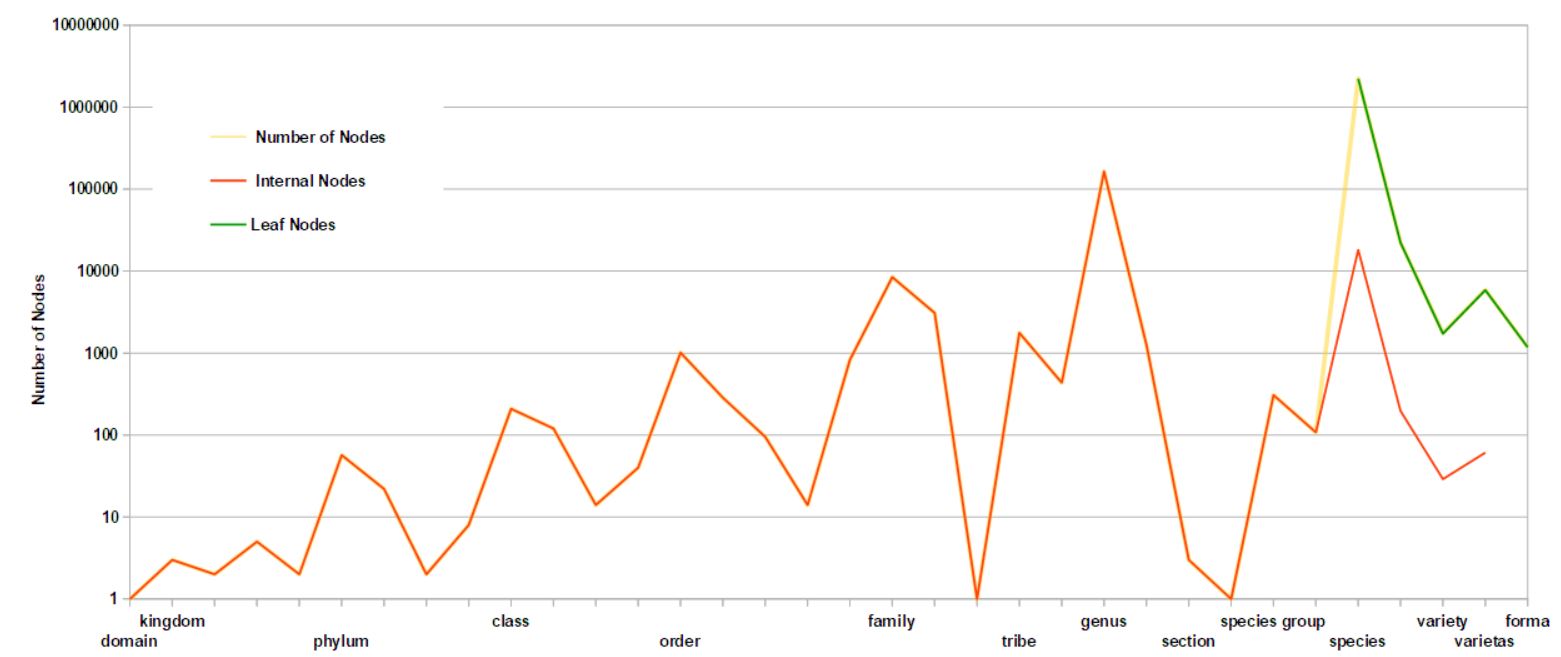 10000000
1000000
100000
10000
1000
100
10
1
Number of Nodes
Number of Nodes
Internal Nodes
Leaf Nodes
kingdom class family genus species group variety forma
domain phylum order tribe section species varietas